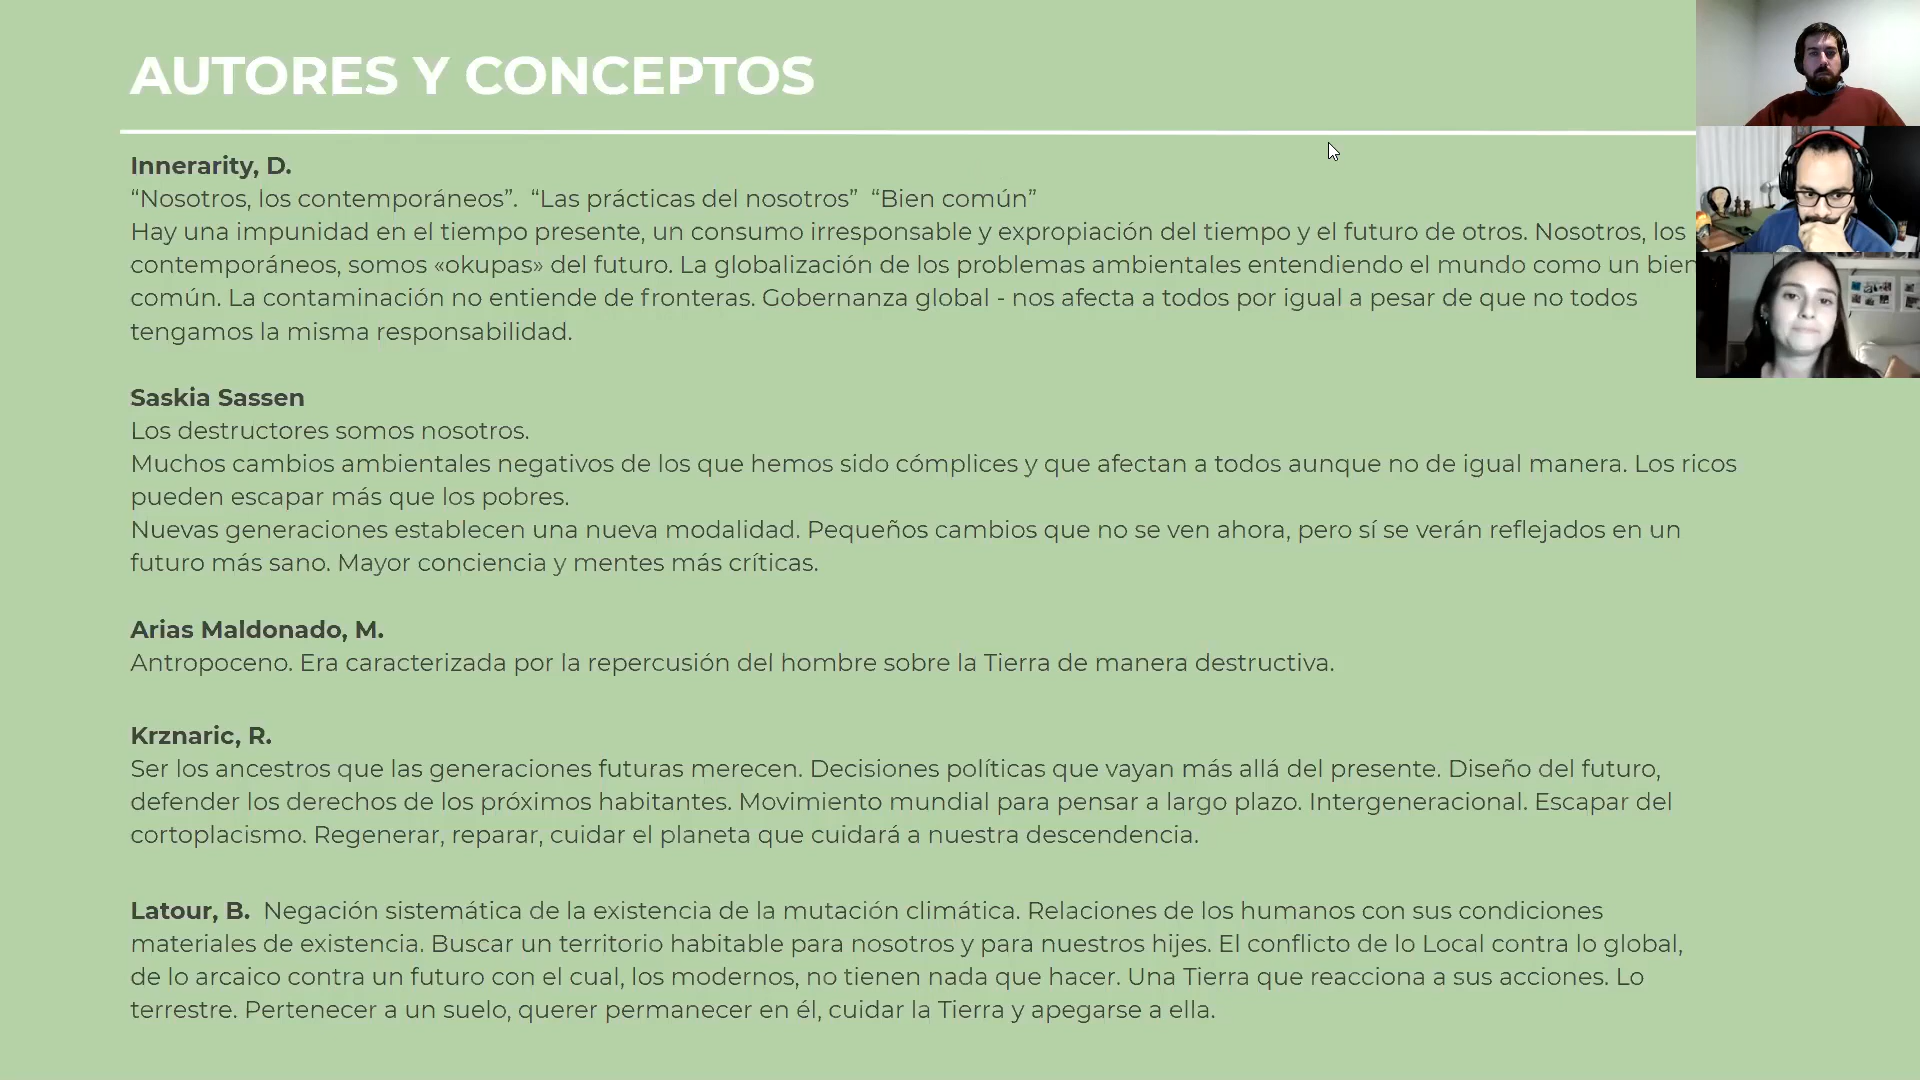 AUTORES Y CONCEPTOS
Innerarity, D.
“Nosotros, los contemporáneos”.  “Las prácticas del nosotros”  “Bien común”
Hay una impunidad en el tiempo presente, un consumo irresponsable y expropiación del tiempo y el futuro de otros. Nosotros, los
contemporáneos, somos «okupas» del futuro. La globalización de los problemas ambientales entendiendo el mundo como un bien
común. La contaminación no entiende de fronteras. Gobernanza global - nos afecta a todos por igual a pesar de que no todos
tengamos la misma responsabilidad.
Saskia Sassen
Los destructores somos nosotros.
Muchos cambios ambientales negativos de los que hemos sido cómplices y que afectan a todos aunque no de igual manera. Los ricos
pueden escapar más que los pobres.
Nuevas generaciones establecen una nueva modalidad. Pequeños cambios que no se ven ahora, pero sí se verán reflejados en un
futuro más sano. Mayor conciencia y mentes más críticas.
Arias Maldonado, M.
Antropoceno. Era caracterizada por la repercusión del hombre sobre la Tierra de manera destructiva.
Krznaric, R.
Ser los ancestros que las generaciones futuras merecen. Decisiones políticas que vayan más allá del presente. Diseño del futuro,
defender los derechos de los próximos habitantes. Movimiento mundial para pensar a largo plazo. Intergeneracional. Escapar del
cortoplacismo. Regenerar, reparar, cuidar el planeta que cuidará a nuestra descendencia.
Latour, B.  Negación sistemática de la existencia de la mutación climática. Relaciones de los humanos con sus condiciones
materiales de existencia. Buscar un territorio habitable para nosotros y para nuestros hijes. El conflicto de lo Local contra lo global,
de lo arcaico contra un futuro con el cual, los modernos, no tienen nada que hacer. Una Tierra que reacciona a sus acciones. Lo
terrestre. Pertenecer a un suelo, querer permanecer en él, cuidar la Tierra y apegarse a ella.